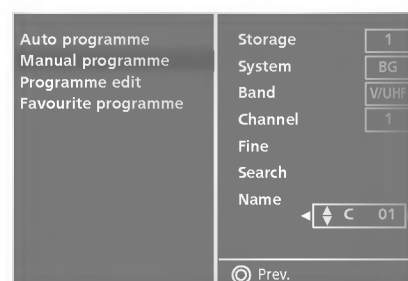 Auto programme
Manual programme
Programme edit
Favourite programme
Storage 1
System BG
Band V/UHF
Channel 1
Fine
Search
Name
C 01
Prev.